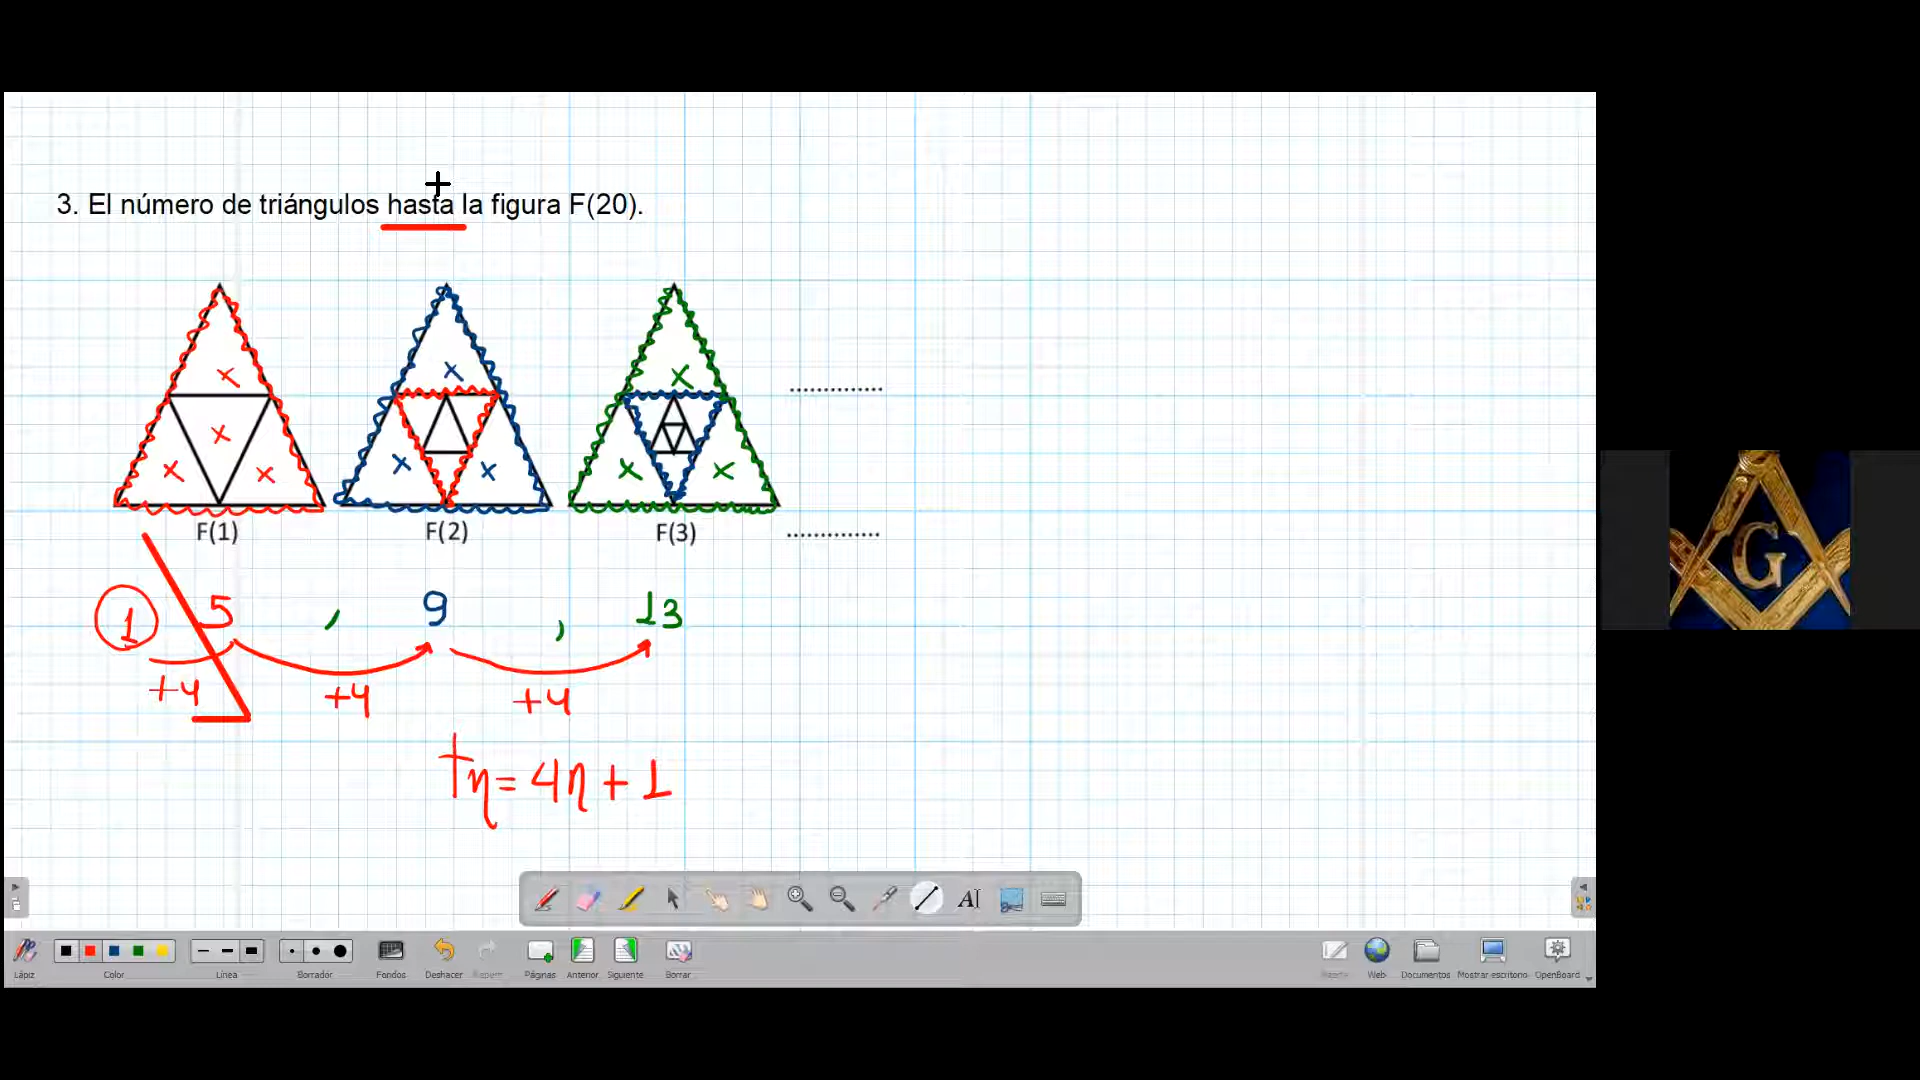 3. El número de triángulos hasta la figura F(20).
.............
F(1) F(2) F(3) .............
1 5 , 9 , 13
+4 +4 +4
tn = 4n + 1
Lápiz Color Línea Borrador Fondos Deshacer Páginas Anterior Siguiente Borrar Web Documentos Mostrar escritorio OpenBoard
G